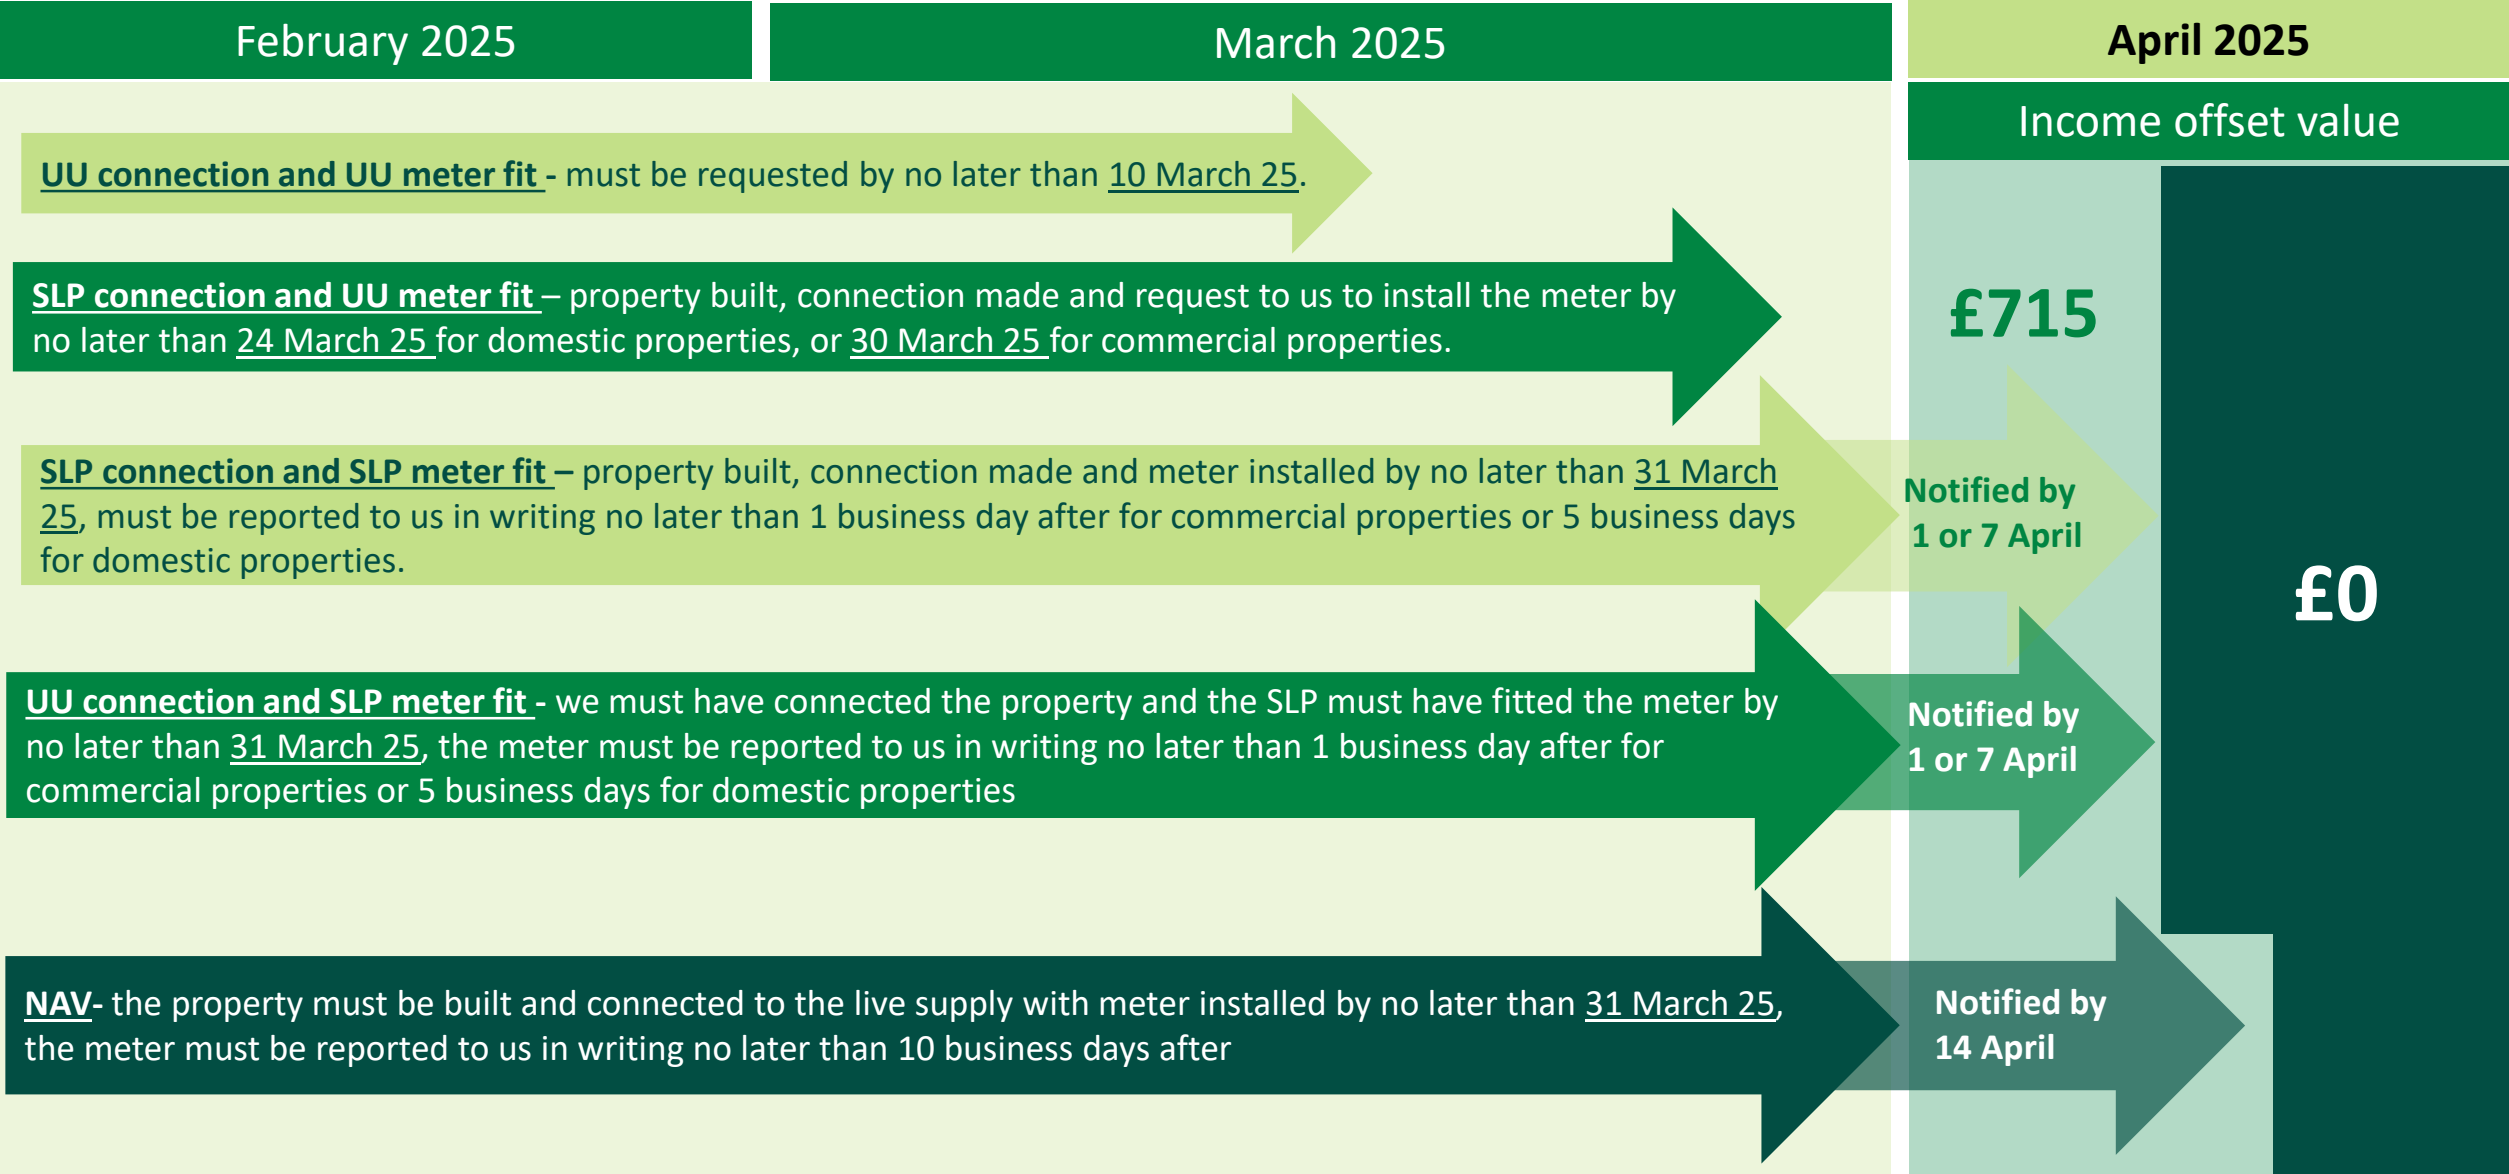 February 2025
March 2025
April 2025
Income offset value
UU connection and UU meter fit - must be requested by no later than 10 March 25.
SLP connection and UU meter fit – property built, connection made and request to us to install the meter by
no later than 24 March 25 for domestic properties, or 30 March 25 for commercial properties.
£715
SLP connection and SLP meter fit – property built, connection made and meter installed by no later than 31 March
25, must be reported to us in writing no later than 1 business day after for commercial properties or 5 business days
for domestic properties.
Notified by
1 or 7 April
£0
UU connection and SLP meter fit - we must have connected the property and the SLP must have fitted the meter by
no later than 31 March 25, the meter must be reported to us in writing no later than 1 business day after for
commercial properties or 5 business days for domestic properties
Notified by
1 or 7 April
NAV- the property must be built and connected to the live supply with meter installed by no later than 31 March 25,
the meter must be reported to us in writing no later than 10 business days after
Notified by
14 April